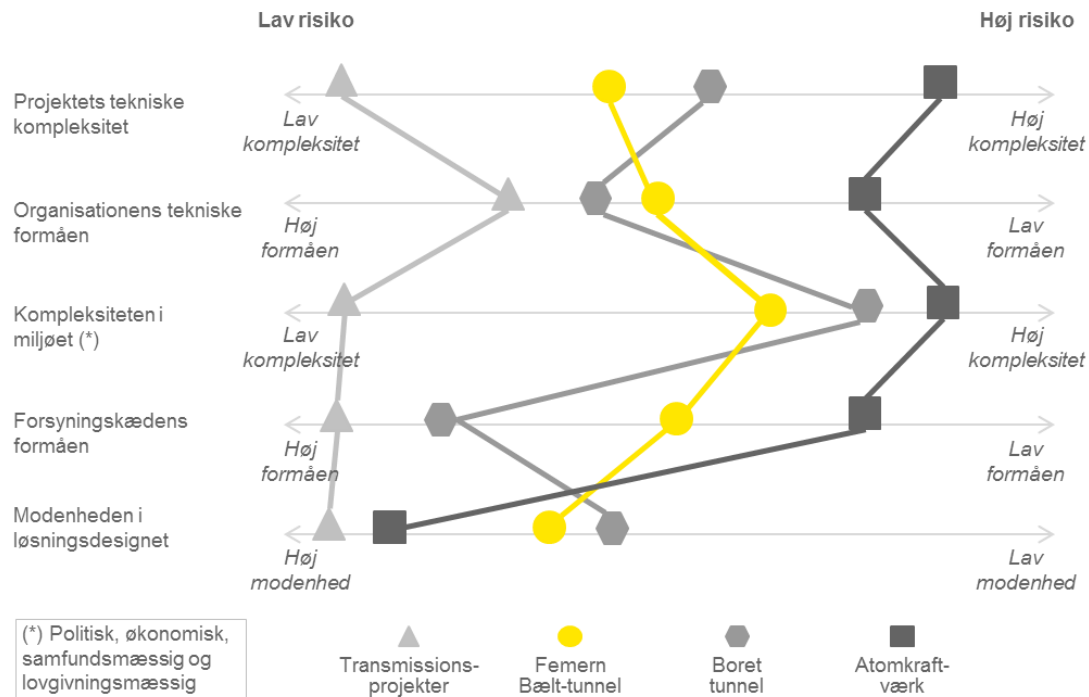 Lav risiko
Høj risiko
Projektets tekniske
kompleksitet
Lav
kompleksitet
Høj
kompleksitet
Organisationens tekniske
formåen
Høj
formåen
Lav
formåen
Kompleksiteten i
miljøet (*)
Lav
kompleksitet
Høj
kompleksitet
Forsyningskædens
formåen
Høj
formåen
Lav
formåen
Modenheden i
løsningsdesignet
Høj
modenhed
Lav
modenhed
(*) Politisk, økonomisk,
samfundsmæssig og
lovgivningsmæssig
Transmissions-
projekter
Femern
Bælt-tunnel
Boret
tunnel
Atomkraft-
værk